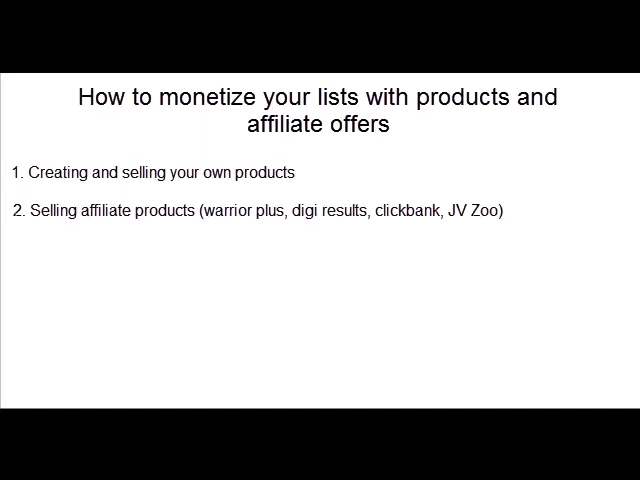 How to monetize your lists with products and
affiliate offers
1. Creating and selling your own products
2. Selling affiliate products (warrior plus, digi results, clickbank, JV Zoo)